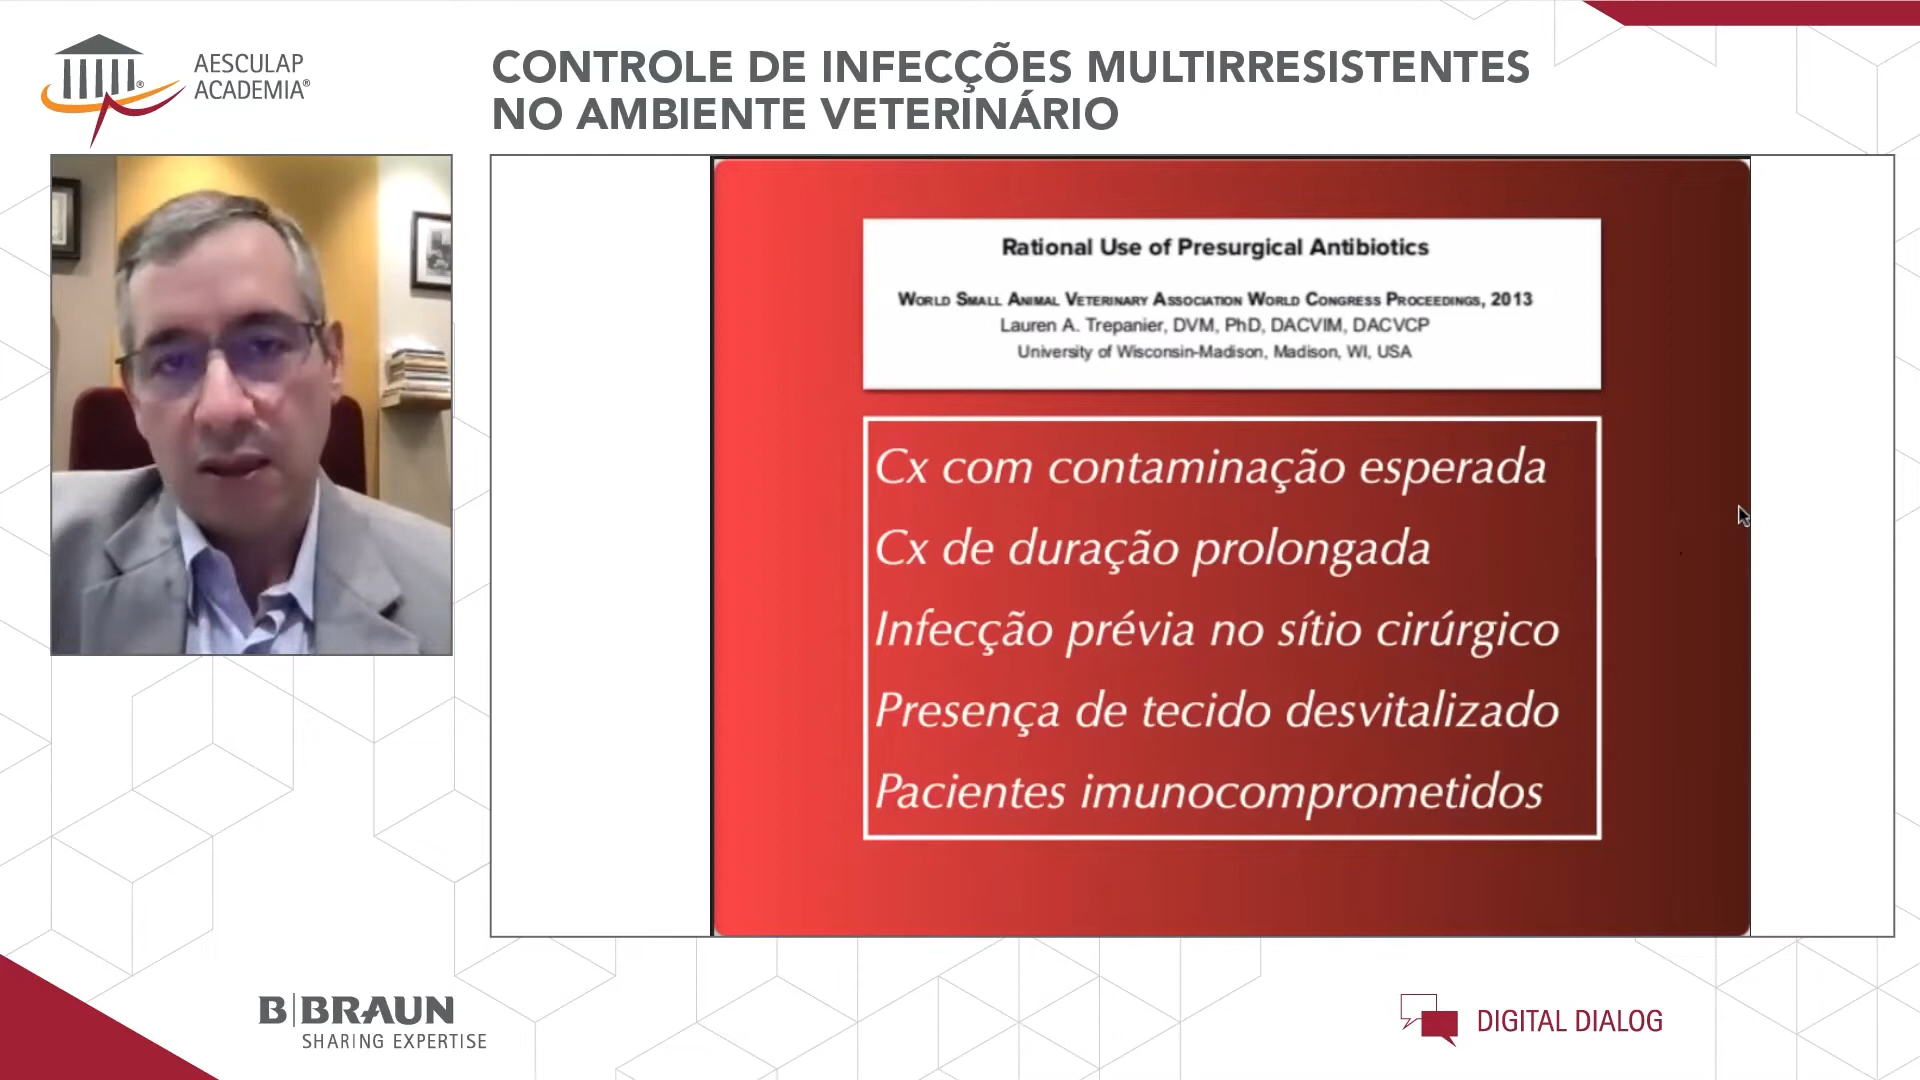 AESCULAP
ACADEMIA®
CONTROLE DE INFECÇÕES MULTIRRESISTENTES
NO AMBIENTE VETERINÁRIO
Rational Use of Presurgical Antibiotics
World Small Animal Veterinary Association World Congress Proceedings, 2013
Lauren A. Trepanier, DVM, PhD, DACVIM, DACVCP
University of Wisconsin-Madison, Madison, WI, USA
Cx com contaminação esperada
Cx de duração prolongada
Infecção prévia no sítio cirúrgico
Presença de tecido desvitalizado
Pacientes imunocomprometidos
B|BRAUN
SHARING EXPERTISE
DIGITAL DIALOG